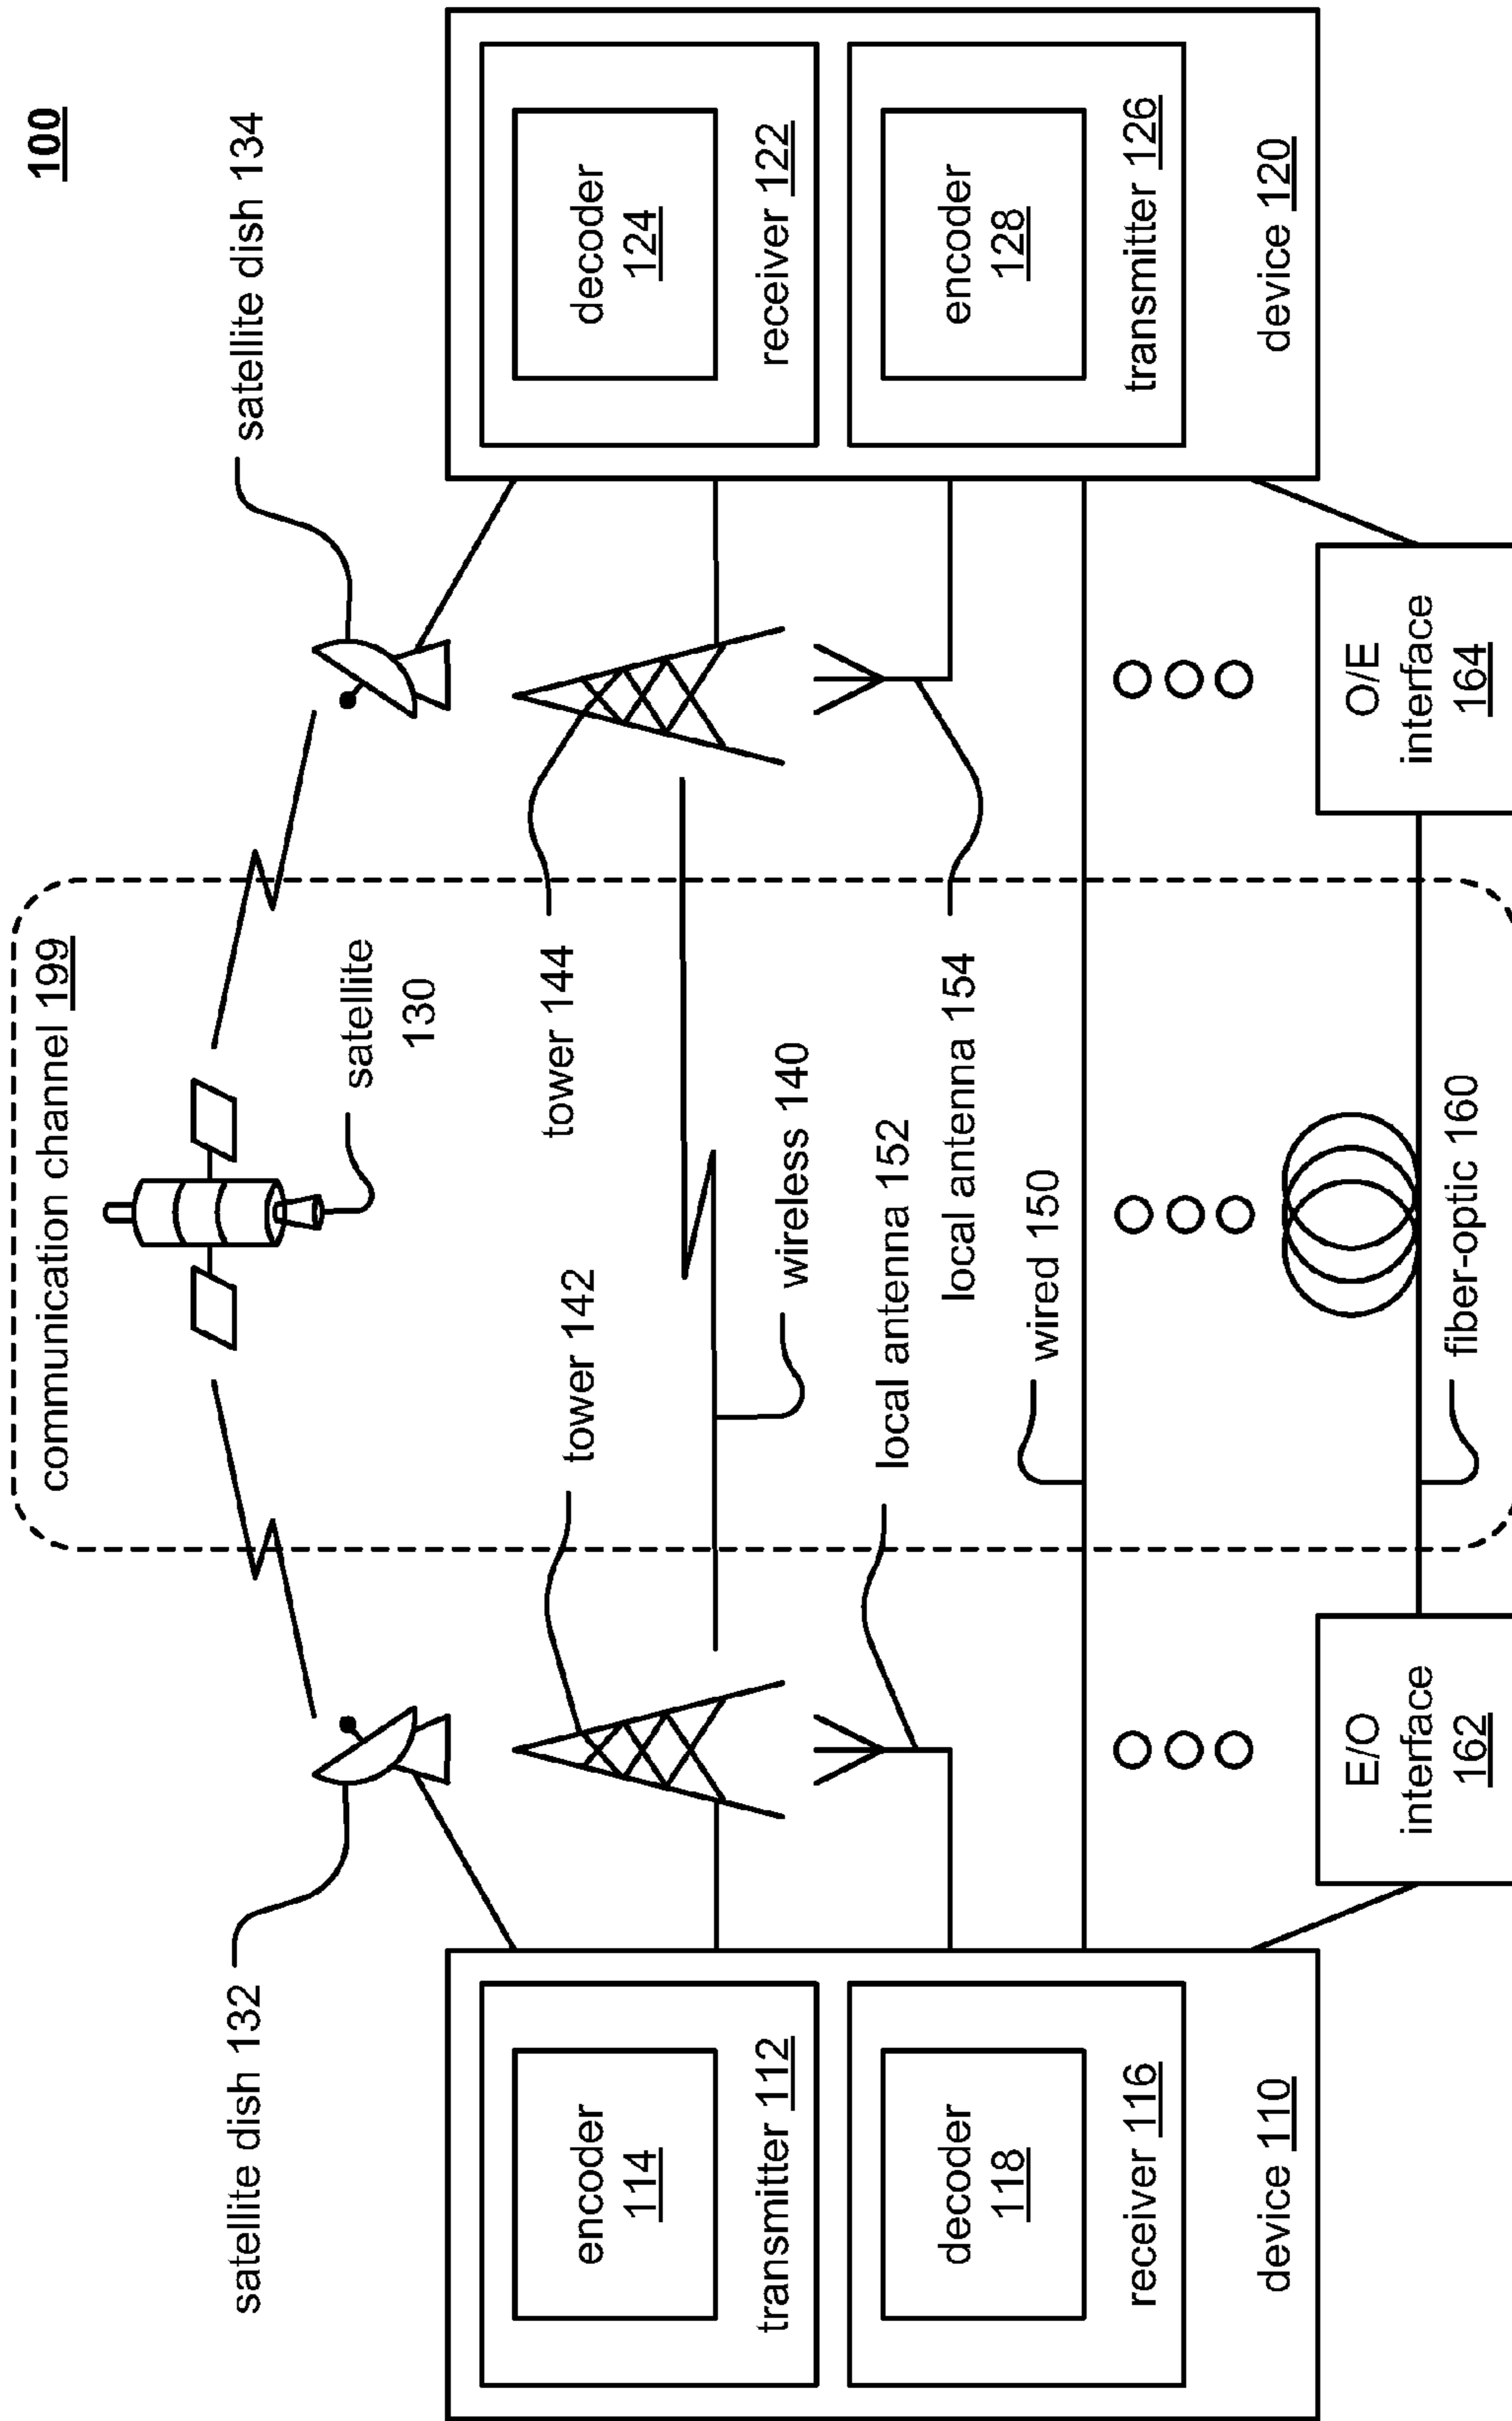 100
communication channel 199
satellite dish 132
satellite
130
satellite dish 134
encoder
114
transmitter 112
decoder
118
receiver 116
device 110
tower 142
tower 144
wireless 140
local antenna 152
local antenna 154
wired 150
decoder
124
receiver 122
encoder
128
transmitter 126
device 120
E/O
interface
162
fiber-optic 160
O/E
interface
164